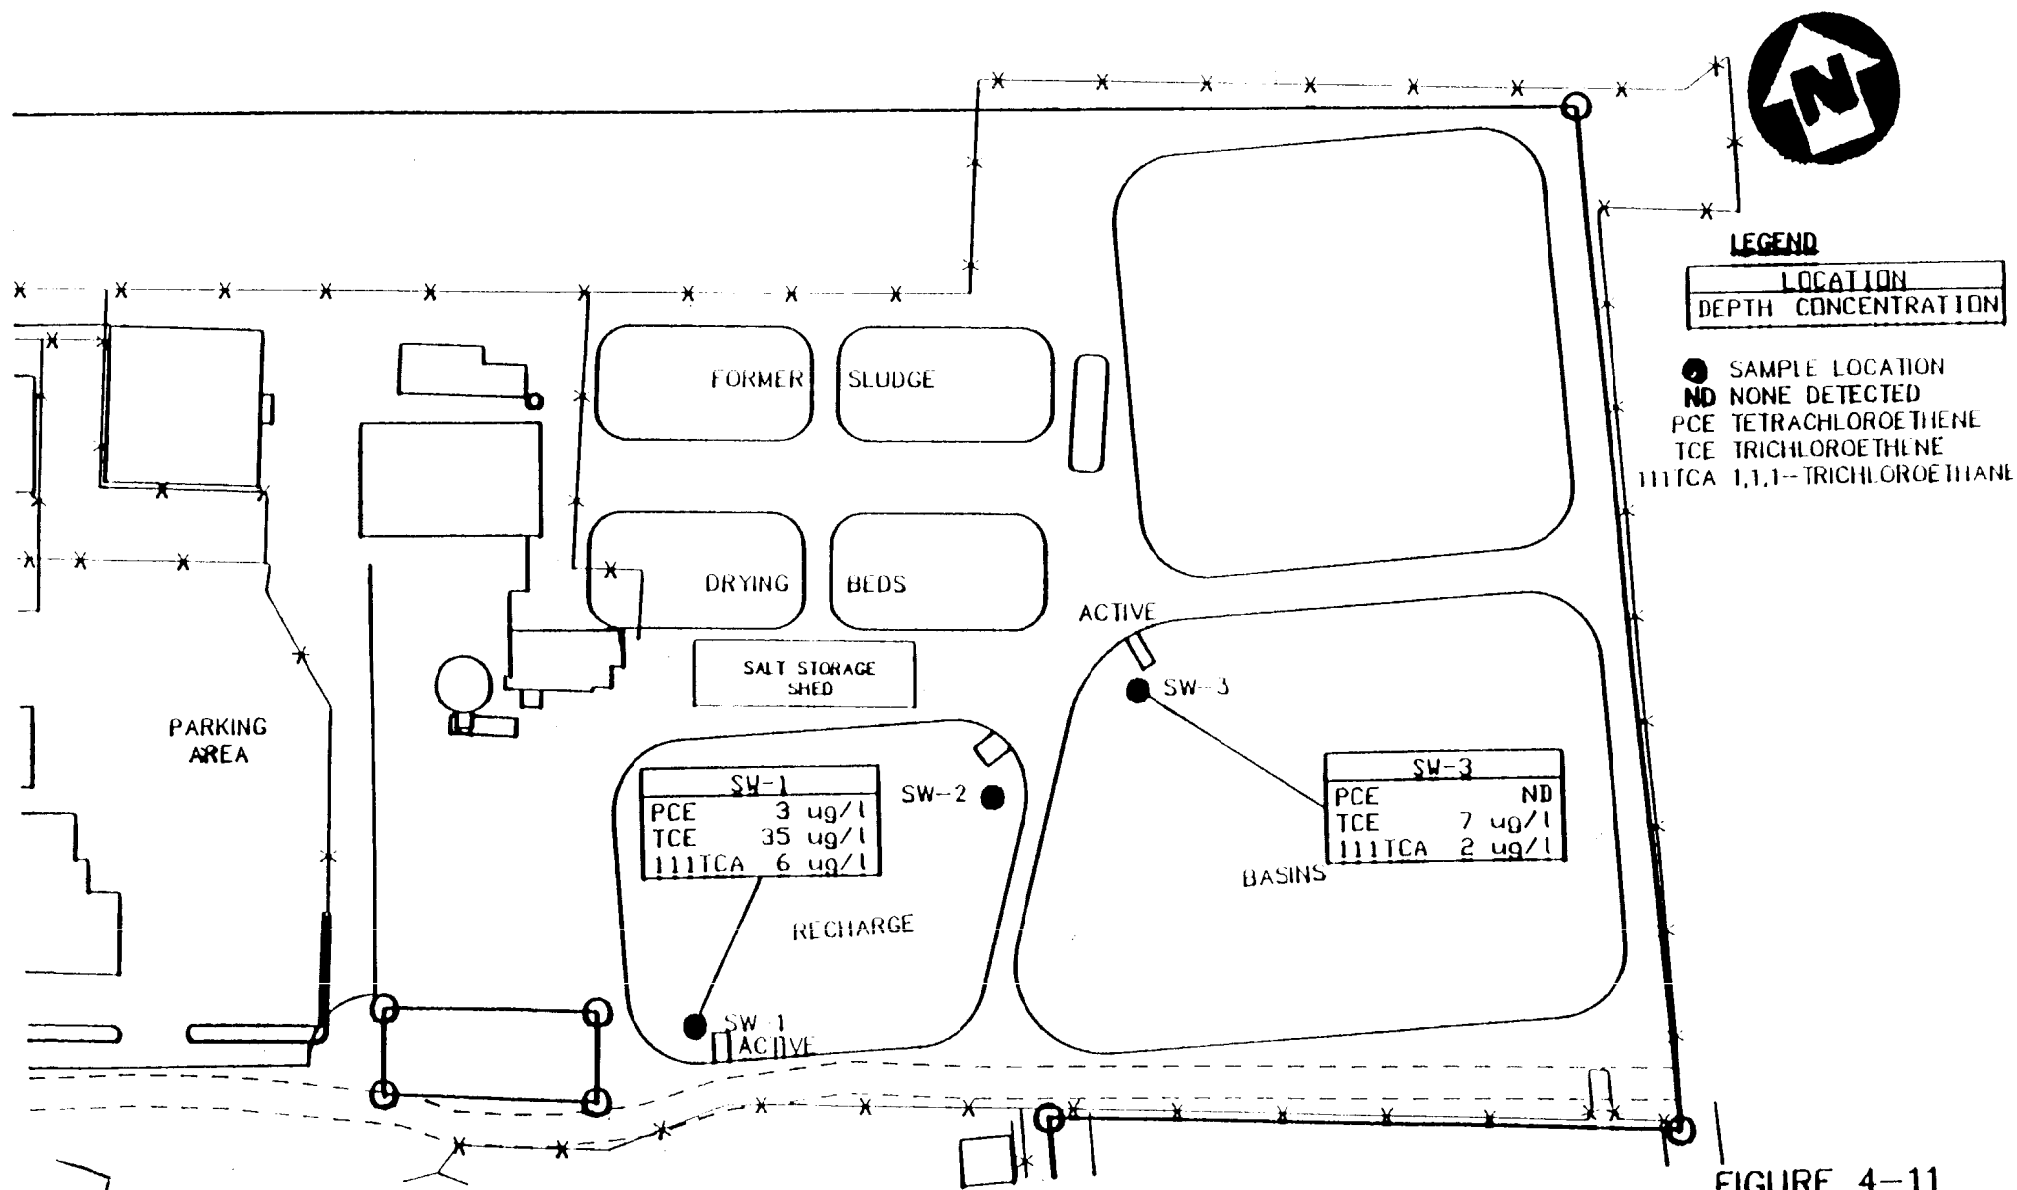 N
LEGEND
LOCATION
DEPTH CONCENTRATION
SAMPLE LOCATION
ND NONE DETECTED
PCE TETRACHLOROETHENE
TCE TRICHLOROETHENE
111TCA 1,1,1-TRICHLOROETHANE
FORMER SLUDGE
DRYING BEDS
ACTIVE
SALT STORAGE
SHED
SW-3
PARKING
AREA
SW-1
PCE 3 ug/l
TCE 35 ug/l
111TCA 6 ug/l
SW-2
SW-3
PCE ND
TCE 7 ug/l
111TCA 2 ug/l
BASINS
RECHARGE
SW-1
ACTIVE
FIGURE 4-11